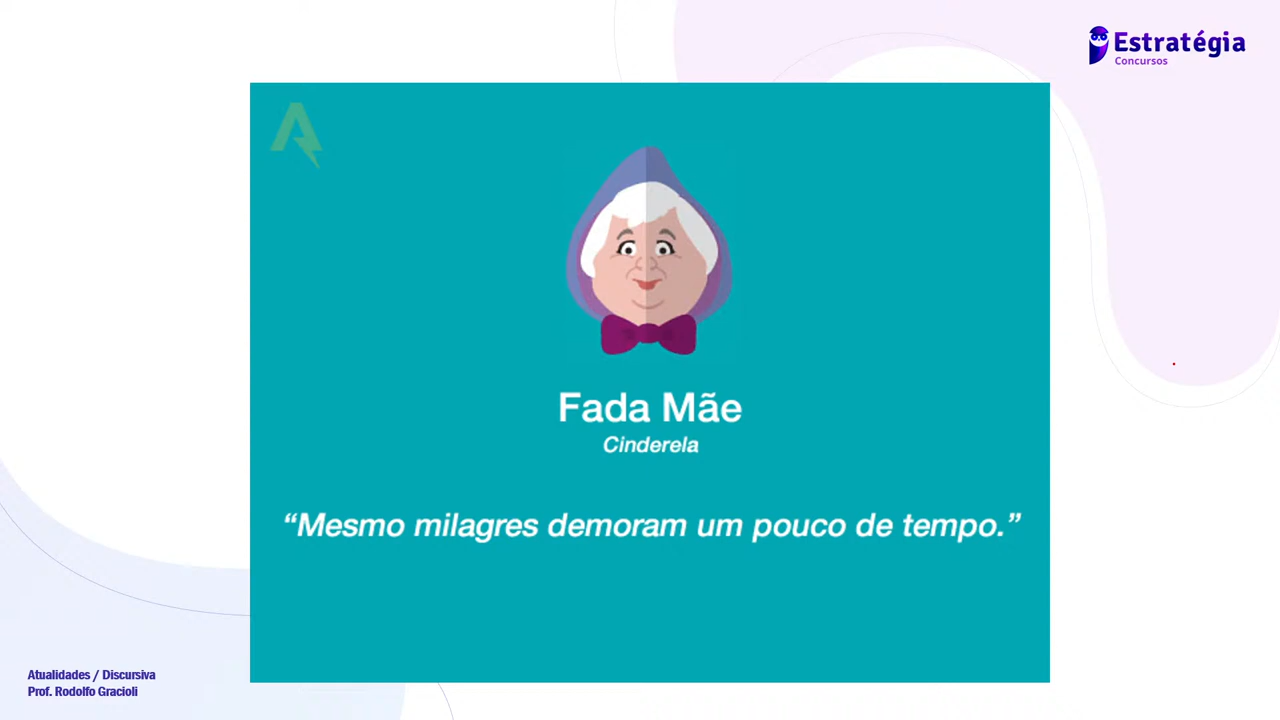 Estratégia
Concursos
Fada Mãe
Cinderela
“Mesmo milagres demoram um pouco de tempo.”
Atualidades / Discursiva
Prof. Rodolfo Gracioli